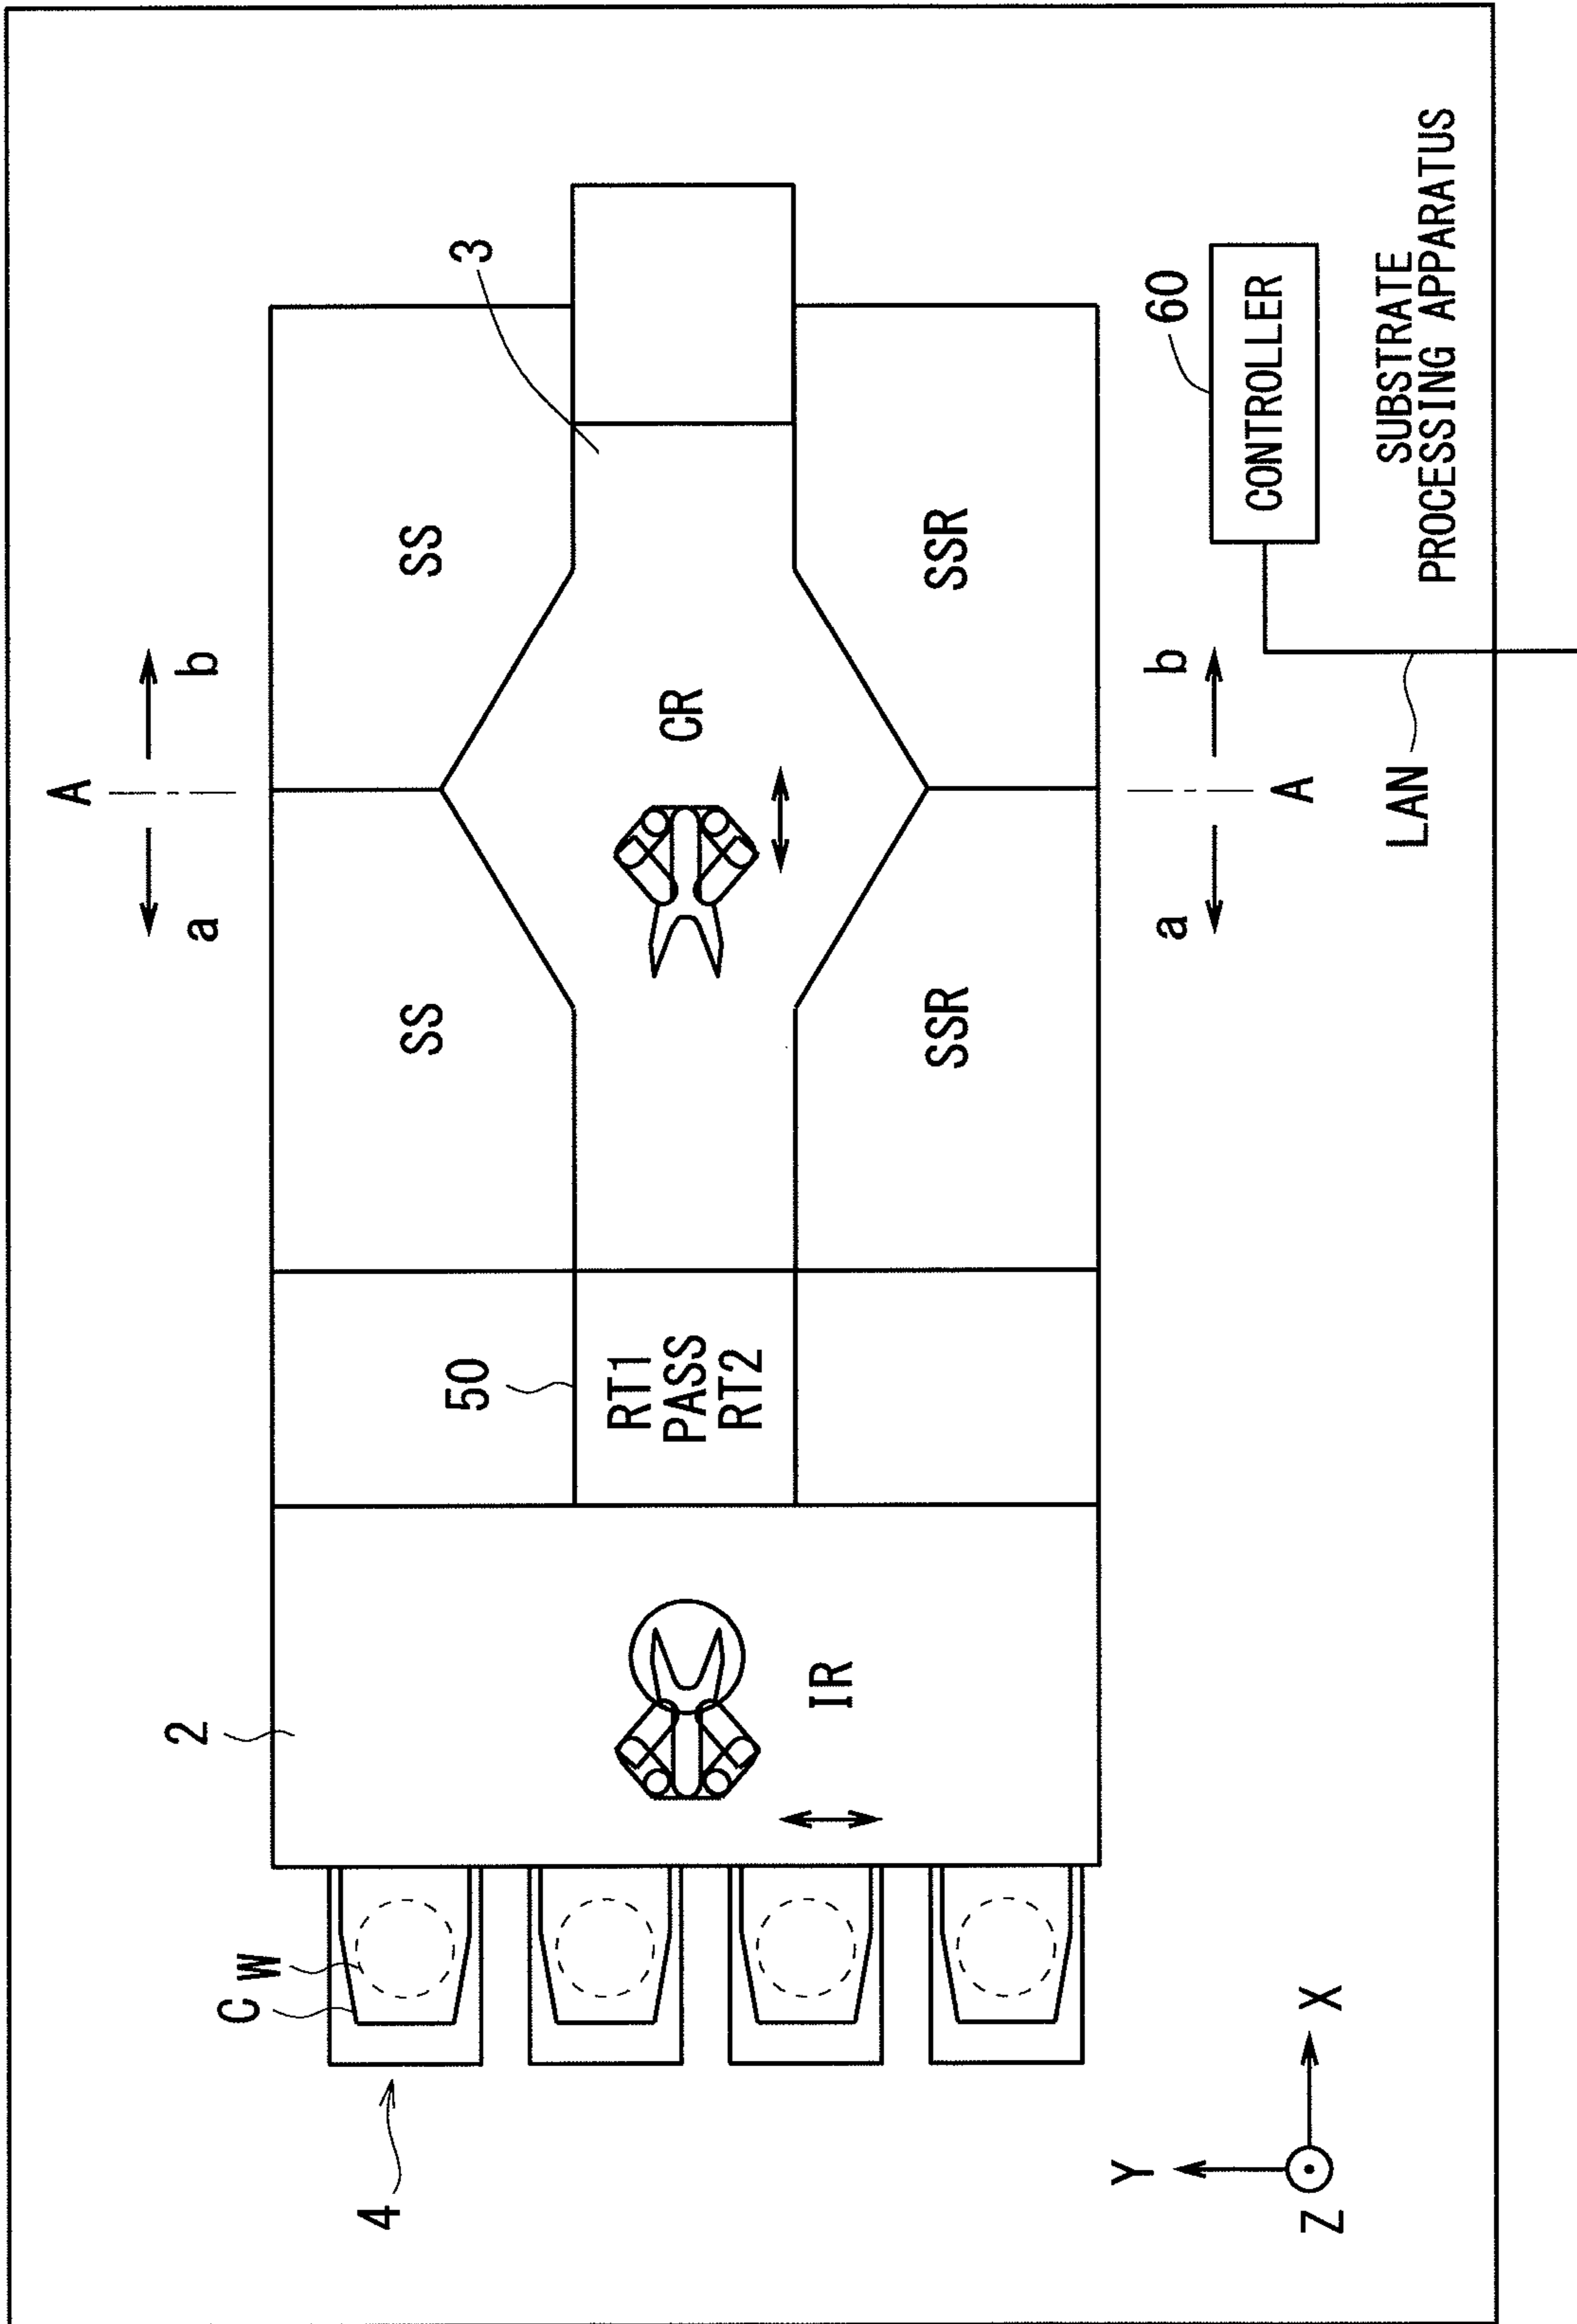 A
a
b
2
C
W
4
SS
SS
50
3
RT1
PASS
RT2
CR
IR
SSR
SSR
Y
a
b
60
A
CONTROLLER
Z
X
LAN
SUBSTRATE
PROCESSING APPARATUS